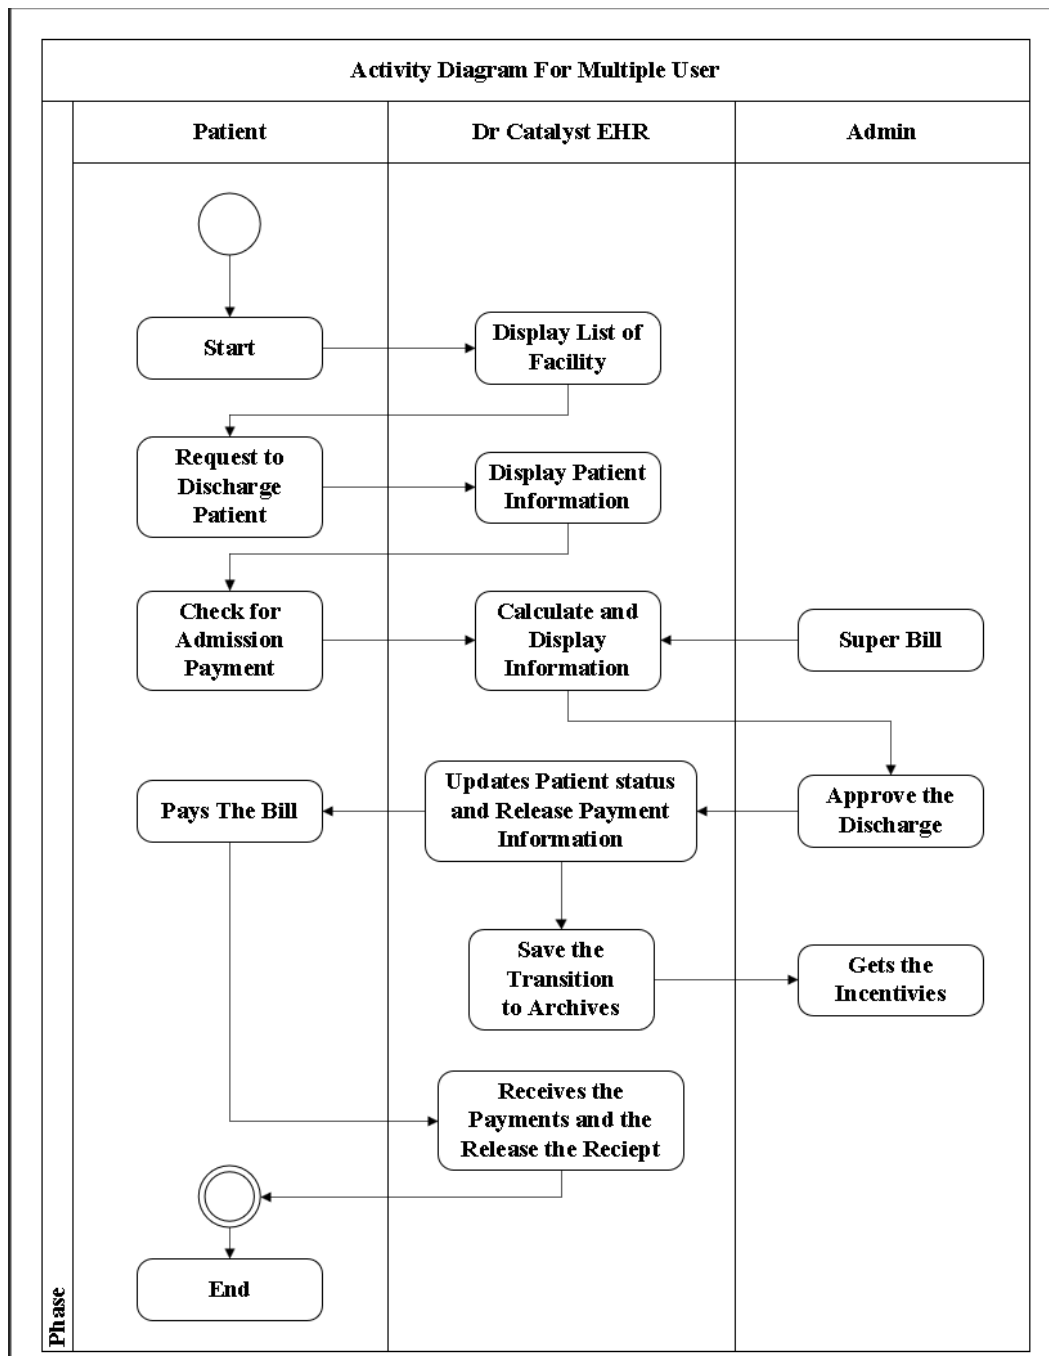 Activity Diagram For Multiple User
Patient
Dr Catalyst EHR
Admin
Start
Display List of
Facility
Request to
Discharge
Patient
Display Patient
Information
Check for
Admission
Payment
Calculate and
Display
Information
Super Bill
Pays The Bill
Updates Patient status
and Release Payment
Information
Approve the
Discharge
Save the
Transition
to Archives
Gets the
Incentivies
Receives the
Payments and the
Release the Reciept
End
Phase